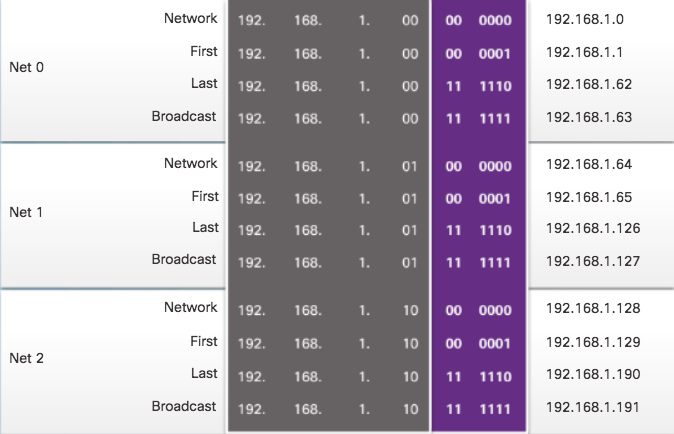 Network 192. 168. 1. 00 00 0000 192.168.1.0
First 192. 168. 1. 00 00 0001 192.168.1.1
Net 0
Last 192. 168. 1. 00 11 1110 192.168.1.62
Broadcast 192. 168. 1. 00 11 1111 192.168.1.63
Network 192. 168. 1. 01 00 0000 192.168.1.64
First 192. 168. 1. 01 00 0001 192.168.1.65
Net 1
Last 192. 168. 1. 01 11 1110 192.168.1.126
Broadcast 192. 168. 1. 01 11 1111 192.168.1.127
Network 192. 168. 1. 10 00 0000 192.168.1.128
First 192. 168. 1. 10 00 0001 192.168.1.129
Net 2
Last 192. 168. 1. 10 11 1110 192.168.1.190
Broadcast 192. 168. 1. 10 11 1111 192.168.1.191